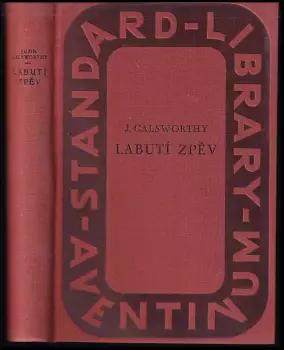 JOHN
GALSWORTHY
LABUTÍ
ZPĚV
STANDARD-LIBRARY-AVENTINUM-
J. GALSWORTHY
LABUTÍ ZPĚV